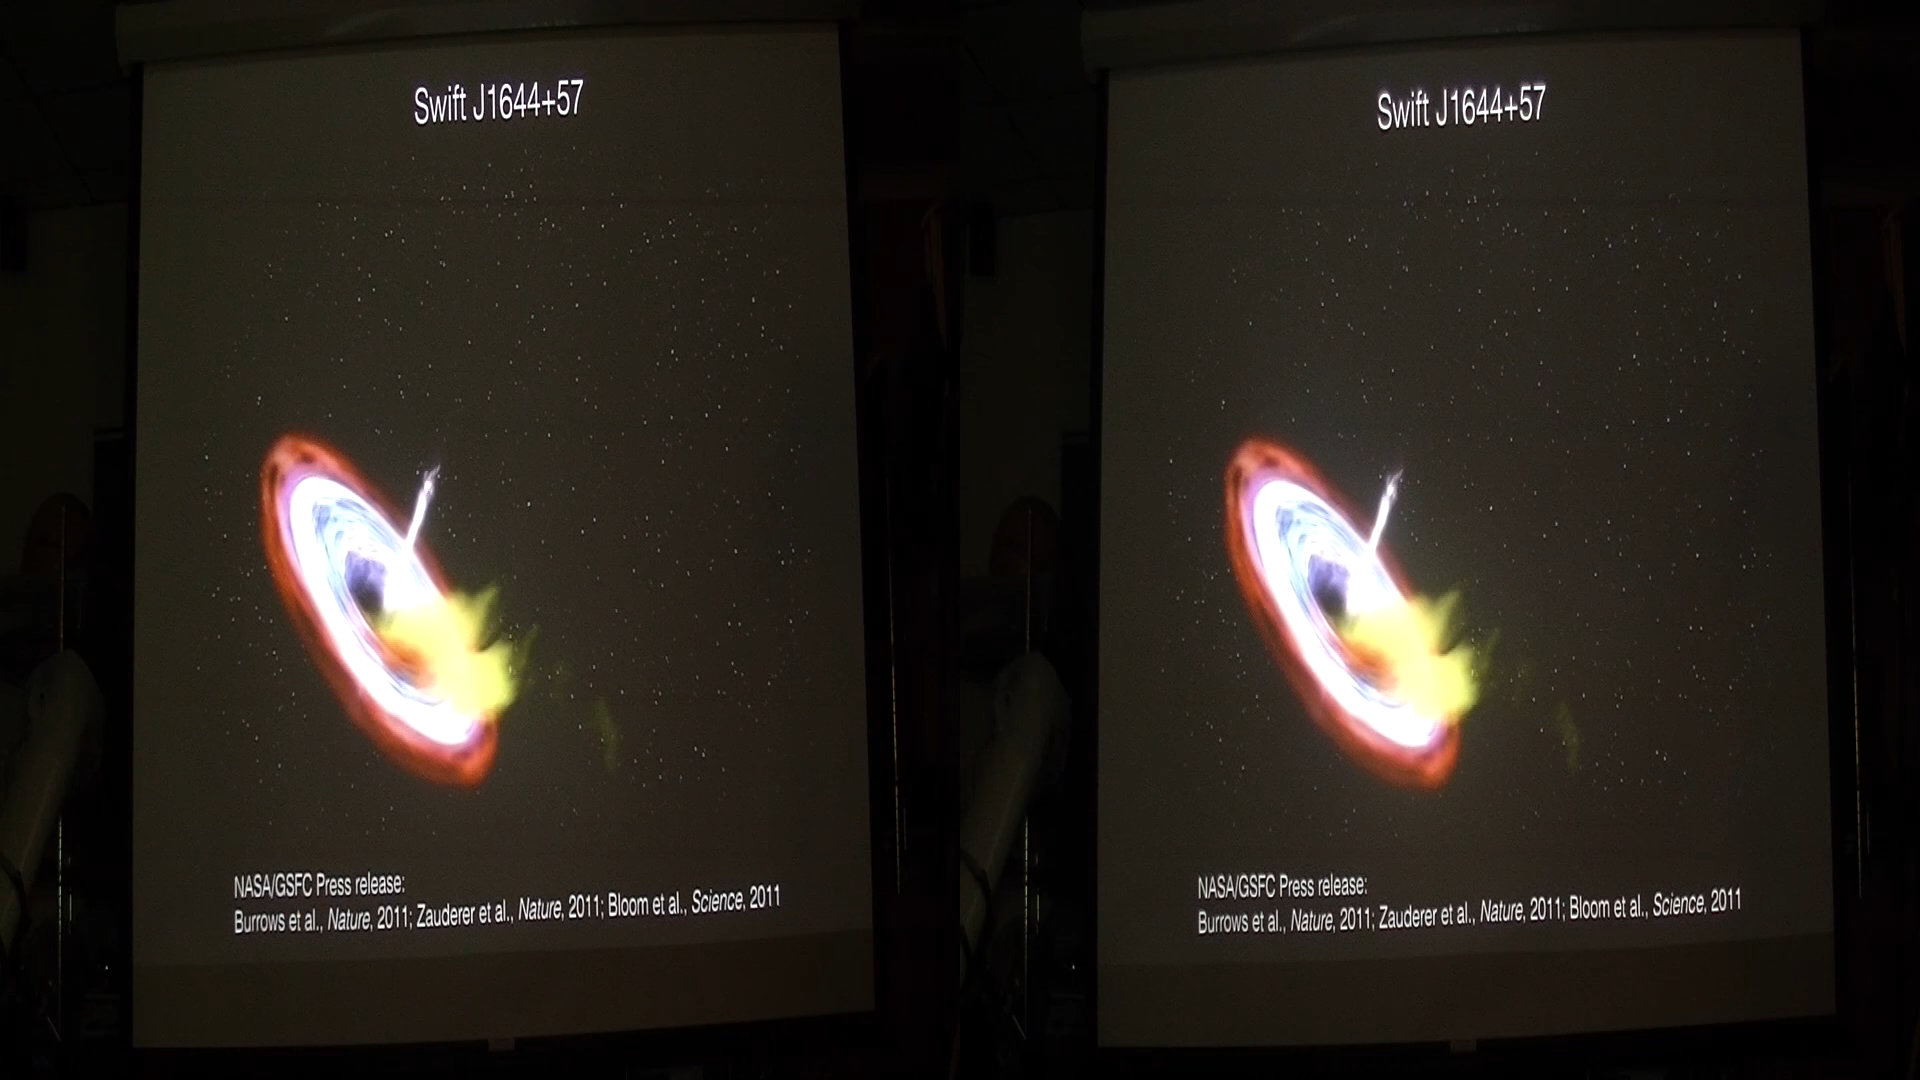 Swift J1644+57
NASA/GSFC Press release:
Burrows et al., Nature, 2011; Zauderer et al., Nature, 2011; Bloom et al., Science, 2011
Swift J1644+57
NASA/GSFC Press release:
Burrows et al., Nature, 2011; Zauderer et al., Nature, 2011; Bloom et al., Science, 2011